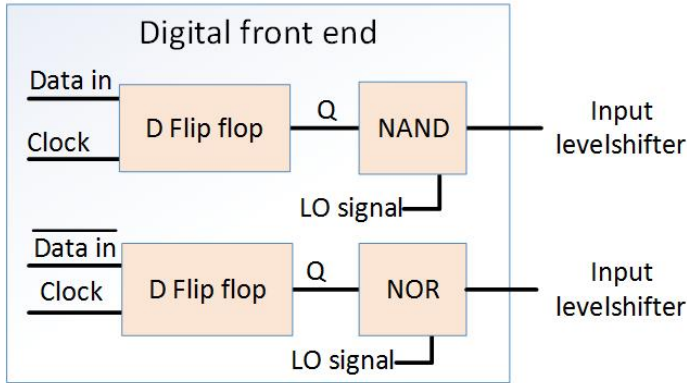 Digital front end
Data in
Clock
D Flip flop
Q
NAND
LO signal
Input
levelshifter
Data in
Clock
D Flip flop
Q
NOR
LO signal
Input
levelshifter